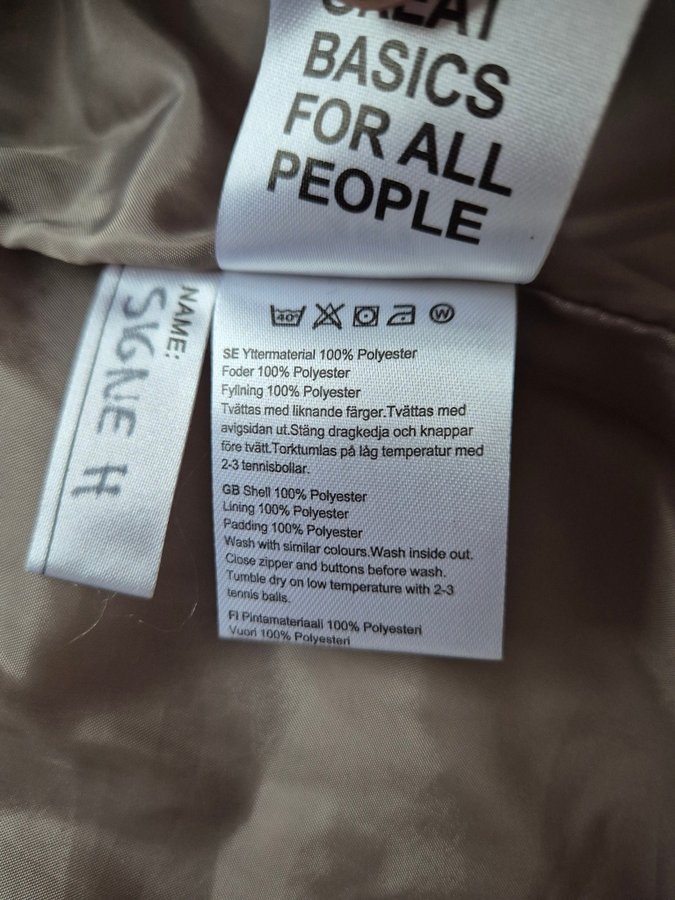 GREAT
BASICS
FOR ALL
PEOPLE
NAME:
SIGNE H
40°
W
SE Yttermaterial 100% Polyester
Foder 100% Polyester
Fyllning 100% Polyester
Tvättas med liknande färger.Tvättas med
avigsidan ut.Stäng dragkedja och knappar
före tvätt.Torktumlas på låg temperatur med
2-3 tennisbollar.
GB Shell 100% Polyester
Lining 100% Polyester
Padding 100% Polyester
Wash with similar colours.Wash inside out.
Close zipper and buttons before wash.
Tumble dry on low temperature with 2-3
tennis balls.
FI Pintamateriaali 100% Polyesteri
Vuori 100% Polyesteri